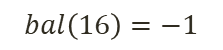 bal(16) = −1